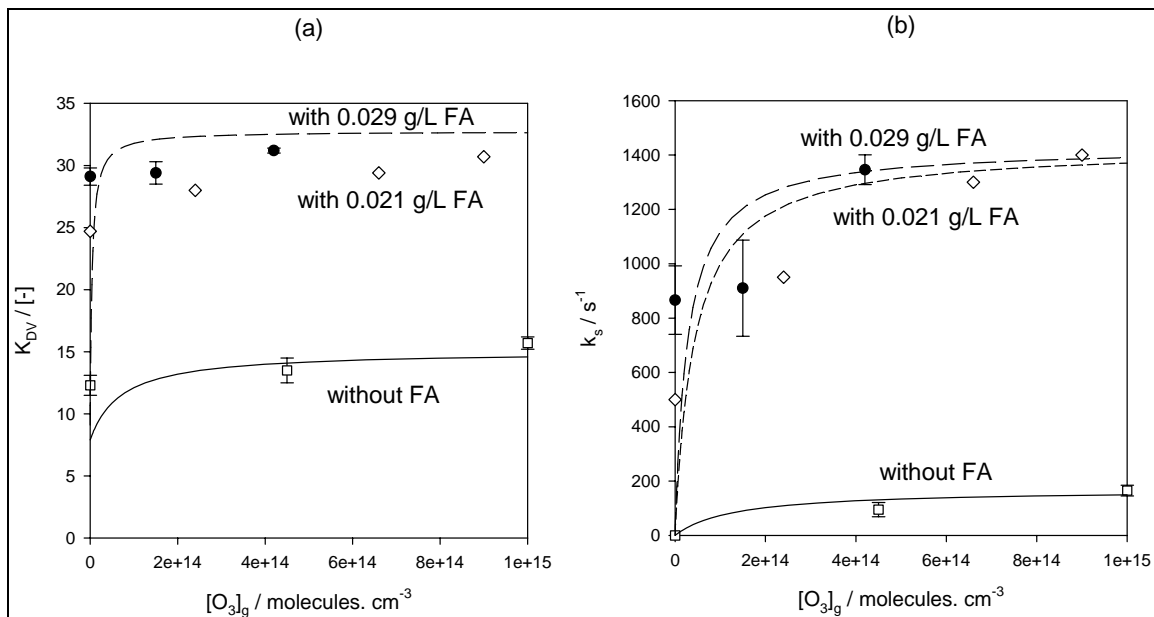 (a)
(b)
35
30
25
20
15
10
5
0
K_DV / [-]
with 0.029 g/L FA
with 0.021 g/L FA
without FA
0
2e+14
4e+14
6e+14
8e+14
1e+15
[O₃]g / molecules. cm⁻³
1600
1400
1200
1000
800
600
400
200
0
kₛ / s⁻¹
with 0.029 g/L FA
with 0.021 g/L FA
without FA
0
2e+14
4e+14
6e+14
8e+14
1e+15
[O₃]g / molecules. cm⁻³